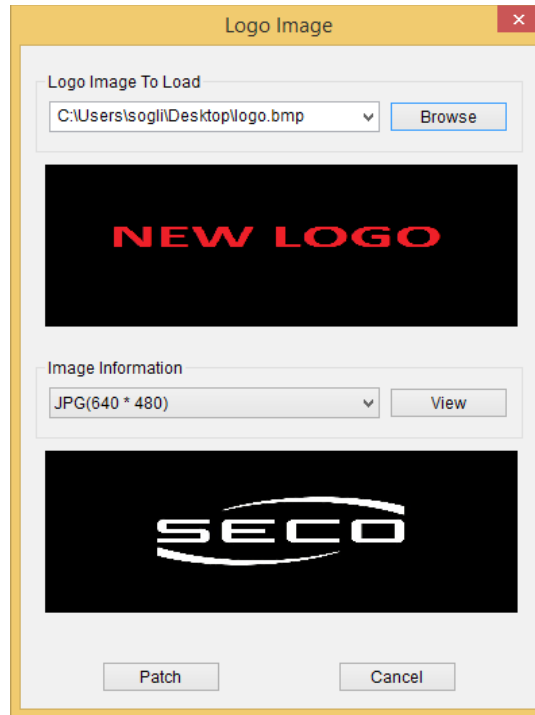 Logo Image
Logo Image To Load
C:\Users\sogli\Desktop\logo.bmp
Browse
NEW LOGO
Image Information
JPG(640 * 480)
View
SECO
Patch
Cancel